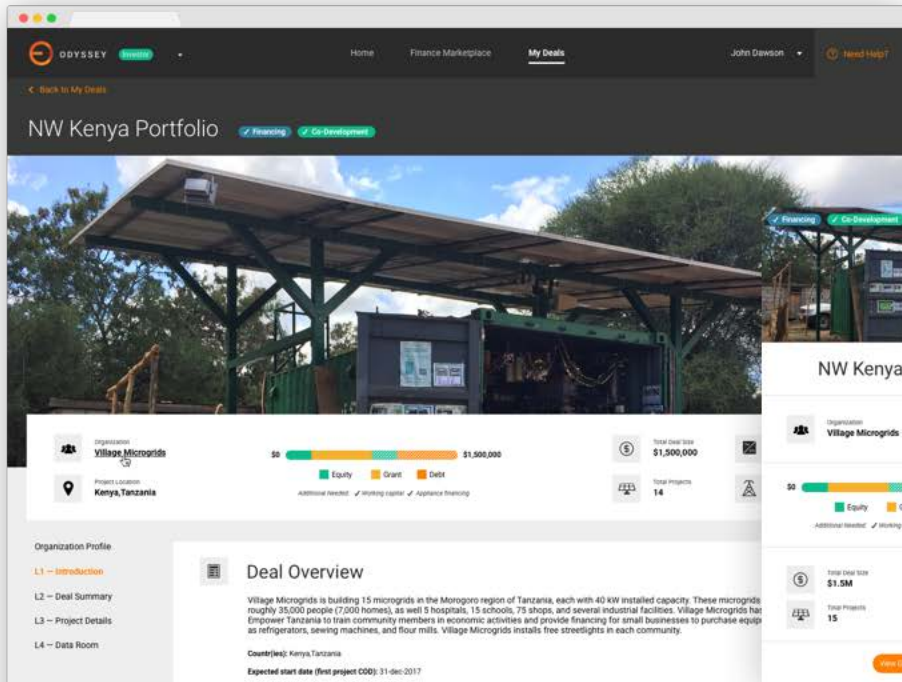 ODYSSEY Investor
Home Finance Marketplace My Deals John Dawson Need Help?
Back to My Deals
NW Kenya Portfolio ✓ Financing ✓ Co-Development
Organization
Village Microgrids
Project Location
Kenya,Tanzania
$0 $1,500,000
Equity Grant Debt
Additional Needed: ✓ Working capital ✓ Appliance financing
Total Deal Size
$1,500,000
Total Projects
14
Organization Profile
L1 — Introduction
L2 — Deal Summary
L3 — Project Details
L4 — Data Room
Deal Overview
Village Microgrids is building 15 microgrids in the Morogoro region of Tanzania, each with 40 kW installed capacity. These microgrids
roughly 35,000 people (7,000 homes), as well 5 hospitals, 15 schools, 75 shops, and several industrial facilities. Village Microgrids has
Empower Tanzania to train community members in economic activities and provide financing for small businesses to purchase equip
as refrigerators, sewing machines, and flour mills. Village Microgrids installs free streetlights in each community.
Countr(ies): Kenya,Tanzania
Expected start date (first project COD): 31-dec-2017
✓ Financing ✓ Co-Development
NW Kenya
Organization
Village Microgrids
$0
Equity
Additional Needed: ✓ Working
Total Deal Size
$1.5M
Total Projects
15
View